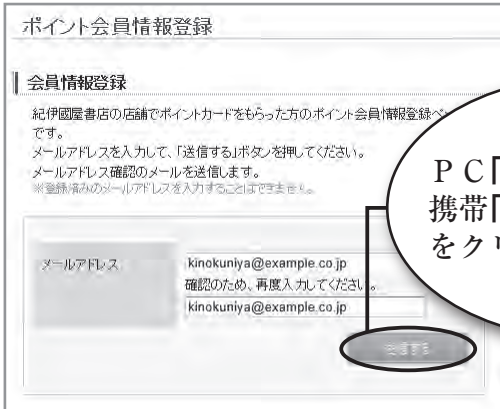 ポイント会員情報登録
会員情報登録
紀伊國屋書店の店舗でポイントカードをもらった方のポイント会員情報登録ペ
です。
メールアドレスを入力して、「送信する」ボタンを押してください。
メールアドレス確認のメールを送信します。
※登録済みのメールアドレスを入力することはできません。
メールアドレス
kinokuniya@example.co.jp
確認のため、再度入力してください。
kinokuniya@example.co.jp
送信する
ＰＣ「
携帯「
をクリ